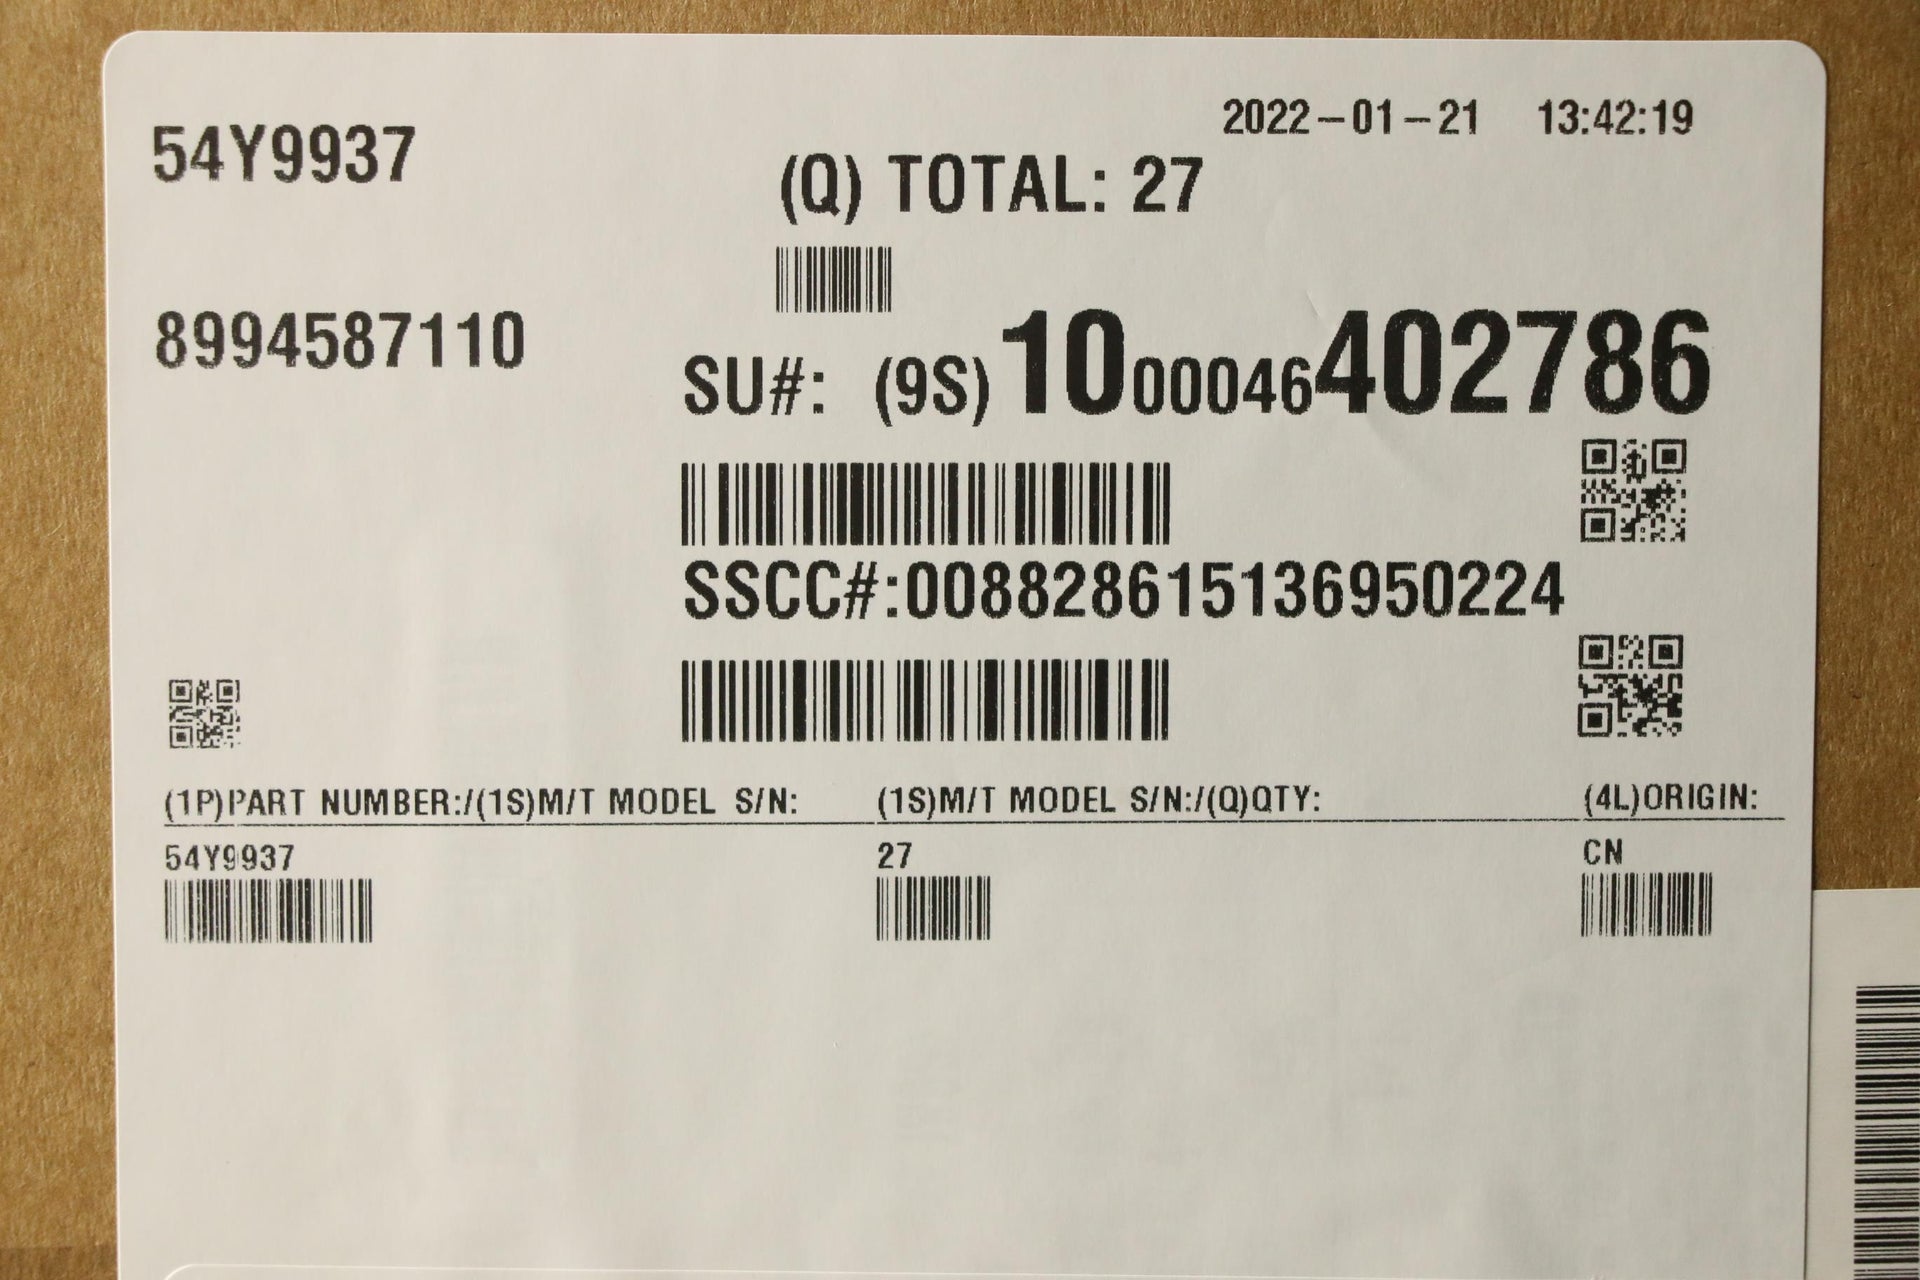 2022-01-21 13:42:19
54Y9937
(Q) TOTAL: 27
8994587110
SU#: (9S)1000046402786
SSCC#:00882861513695022​4
(1P)PART NUMBER:/(1S)M/T MODEL S/N: (1S)M/T MODEL S/N:/(Q)QTY: (4L)ORIGIN:
54Y9937 27 CN